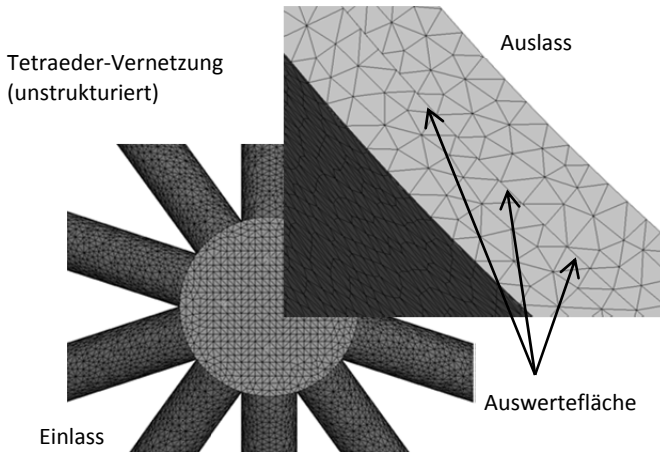 Tetraeder-Vernetzung
(unstrukturiert)
Auslass
Auswertefläche
Einlass